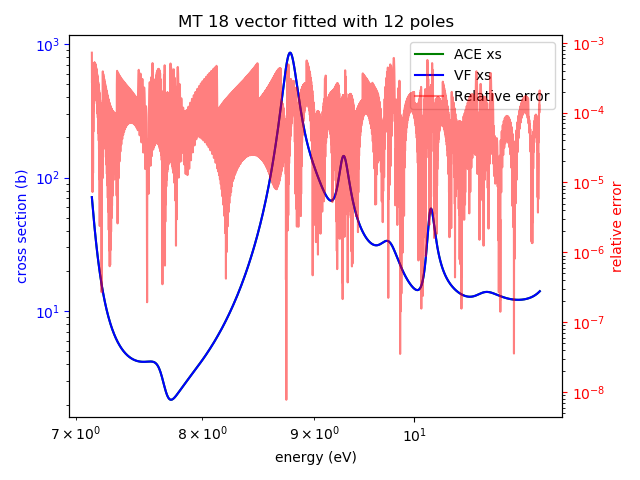 MT 18 vector fitted with 12 poles
ACE xs
VF xs
Relative error
cross section (b)
10³
10²
10¹
relative error
10⁻³
10⁻⁴
10⁻⁵
10⁻⁶
10⁻⁷
10⁻⁸
7 × 10⁰ 8 × 10⁰ 9 × 10⁰ 10¹
energy (eV)